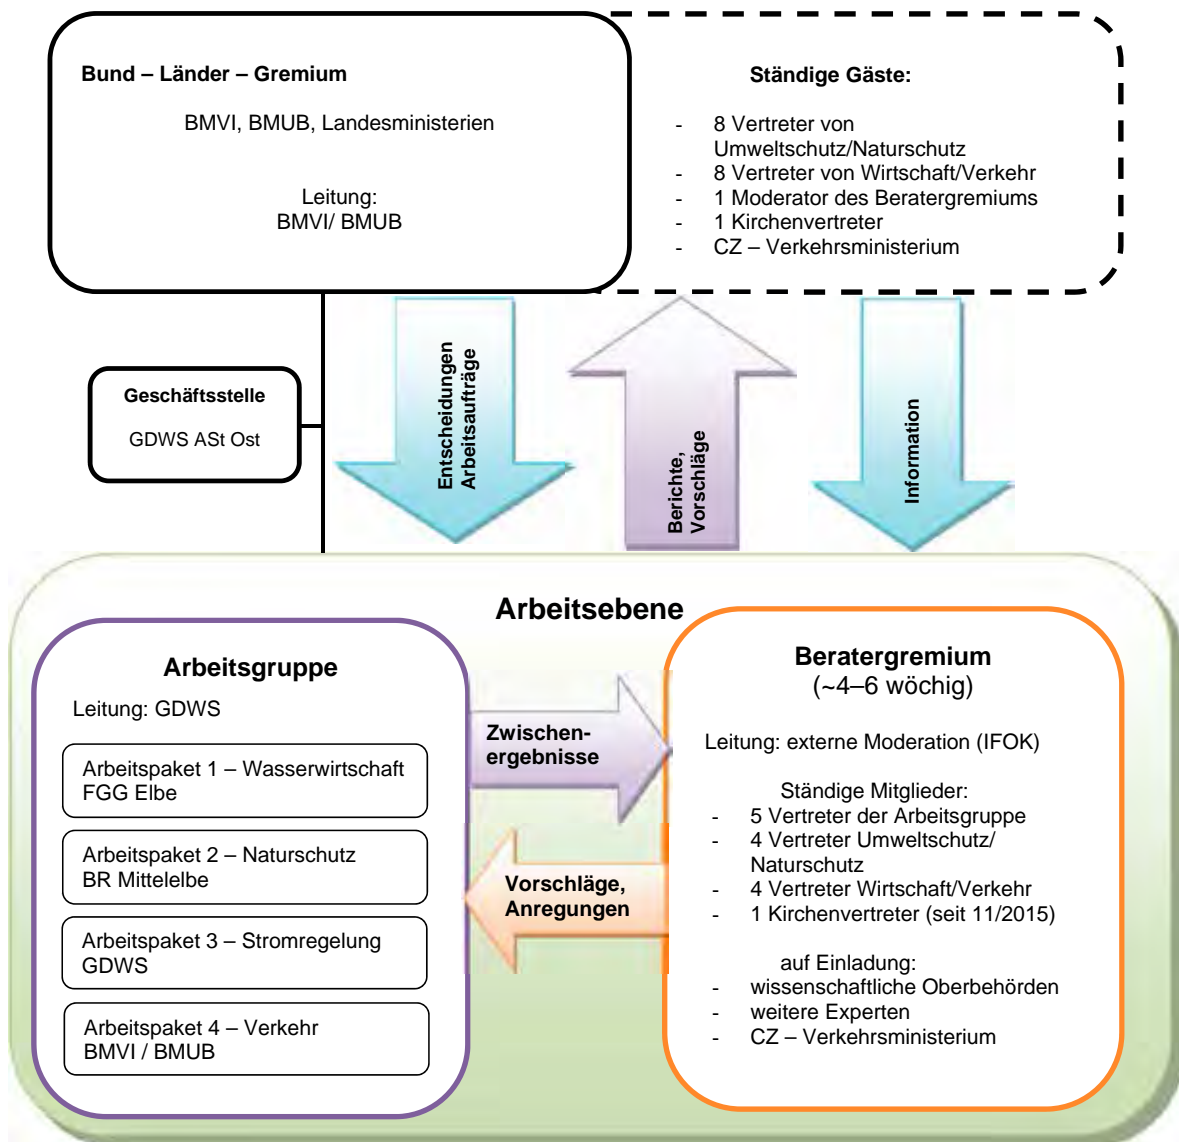 Bund – Länder – Gremium
BMVI, BMUB, Landesministerien
Leitung:
BMVI/ BMUB
Ständige Gäste:
- 8 Vertreter von
Umweltschutz/Naturschutz
- 8 Vertreter von Wirtschaft/Verkehr
- 1 Moderator des Beratergremiums
- 1 Kirchenvertreter
- CZ – Verkehrsministerium
Geschäftsstelle
GDWS ASt Ost
Entscheidungen
Arbeitsaufträge
Berichte,
Vorschläge
Information
Arbeitsebene
Arbeitsgruppe
Leitung: GDWS
Arbeitspaket 1 – Wasserwirtschaft
FGG Elbe
Arbeitspaket 2 – Naturschutz
BR Mittelelbe
Arbeitspaket 3 – Stromregelung
GDWS
Arbeitspaket 4 – Verkehr
BMVI / BMUB
Zwischen-
ergebnisse
Vorschläge,
Anregungen
Beratergremium
(~4–6 wöchig)
Leitung: externe Moderation (IFOK)
Ständige Mitglieder:
- 5 Vertreter der Arbeitsgruppe
- 4 Vertreter Umweltschutz/
Naturschutz
- 4 Vertreter Wirtschaft/Verkehr
- 1 Kirchenvertreter (seit 11/2015)
auf Einladung:
- wissenschaftliche Oberbehörden
- weitere Experten
- CZ – Verkehrsministerium